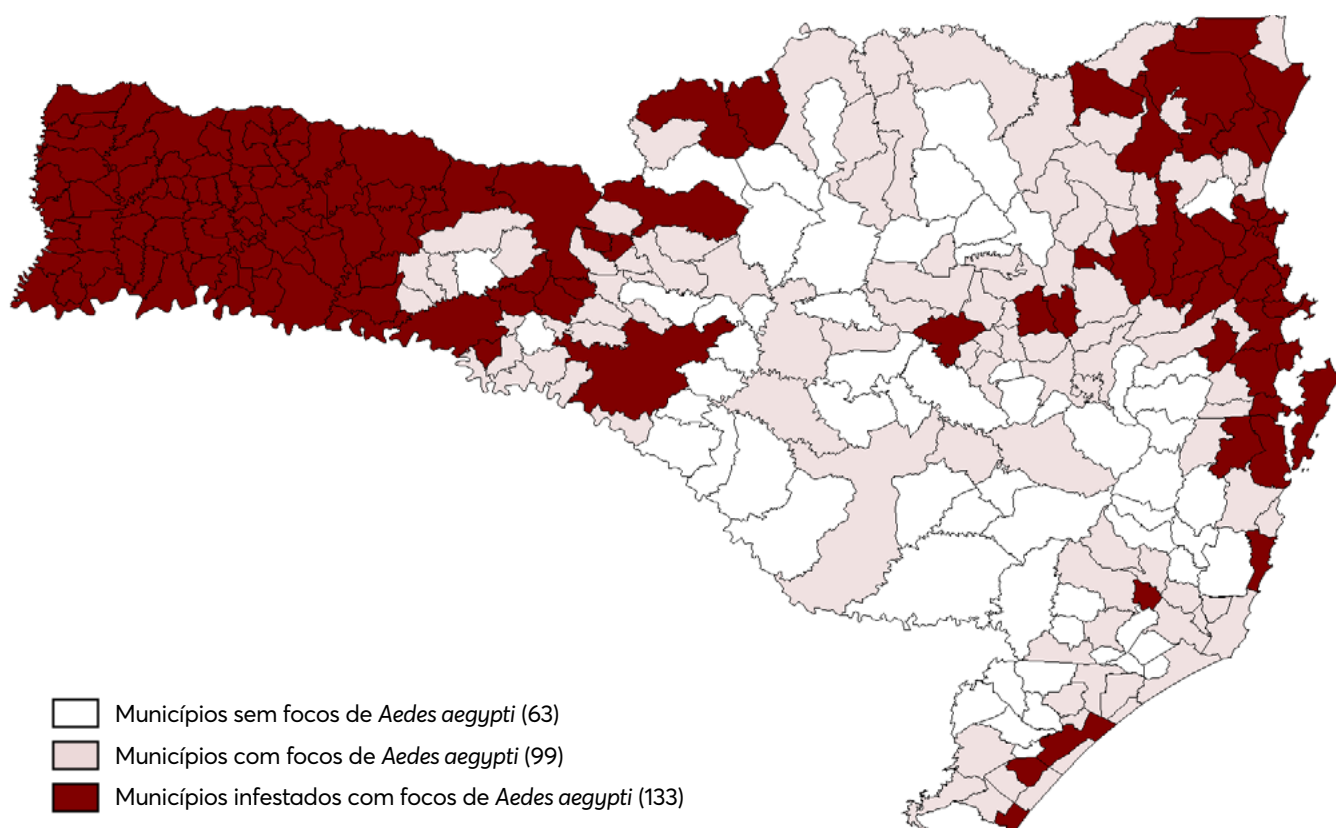 Municípios sem focos de Aedes aegypti (63)
Municípios com focos de Aedes aegypti (99)
Municípios infestados com focos de Aedes aegypti (133)